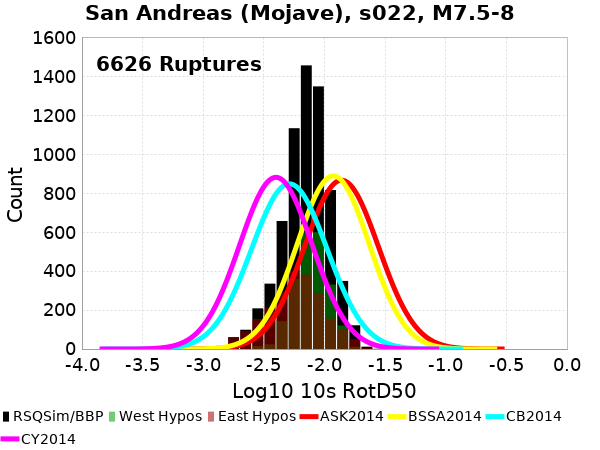 San Andreas (Mojave), s022, M7.5-8
1600
1400
1200
1000
800
600
400
200
0
Count
6626 Ruptures
-4.0 -3.5 -3.0 -2.5 -2.0 -1.5 -1.0 -0.5 0.0
Log10 10s RotD50
RSQSim/BBP West Hypos East Hypos ASK2014 BSSA2014 CB2014
CY2014